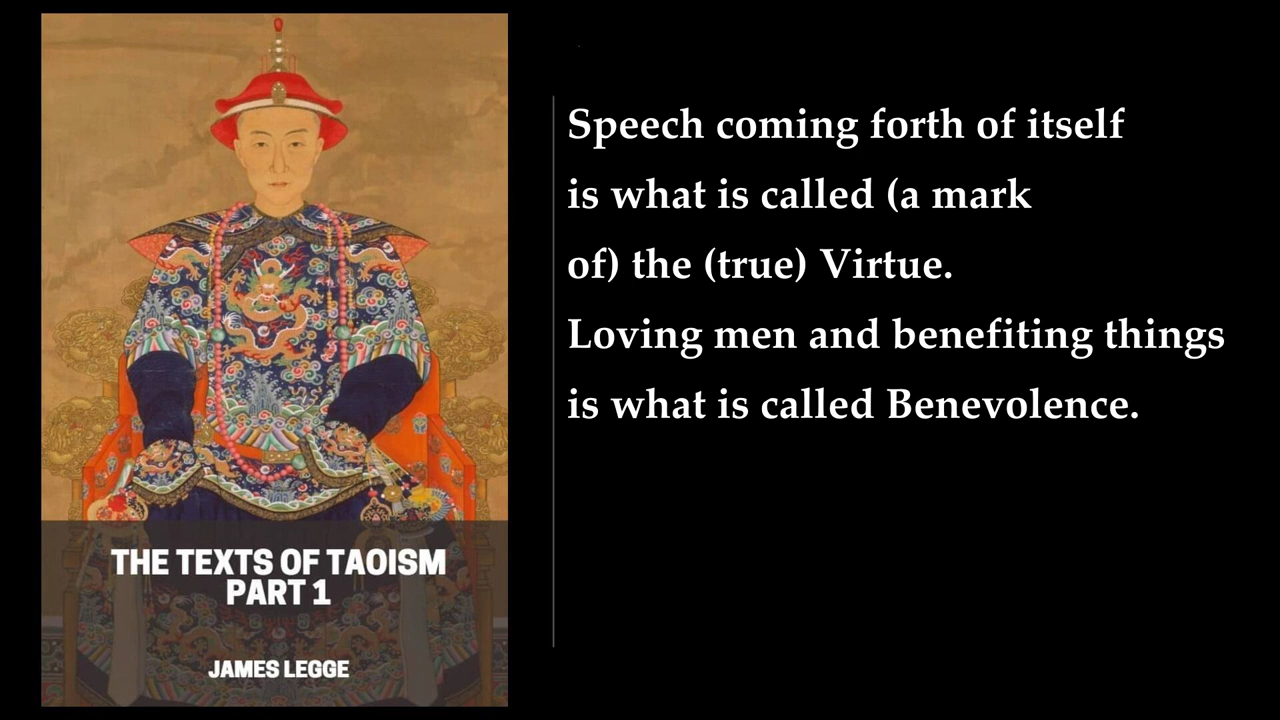 THE TEXTS OF TAOISM
PART 1
JAMES LEGGE
Speech coming forth of itself
is what is called (a mark
of) the (true) Virtue.
Loving men and benefiting things
is what is called Benevolence.